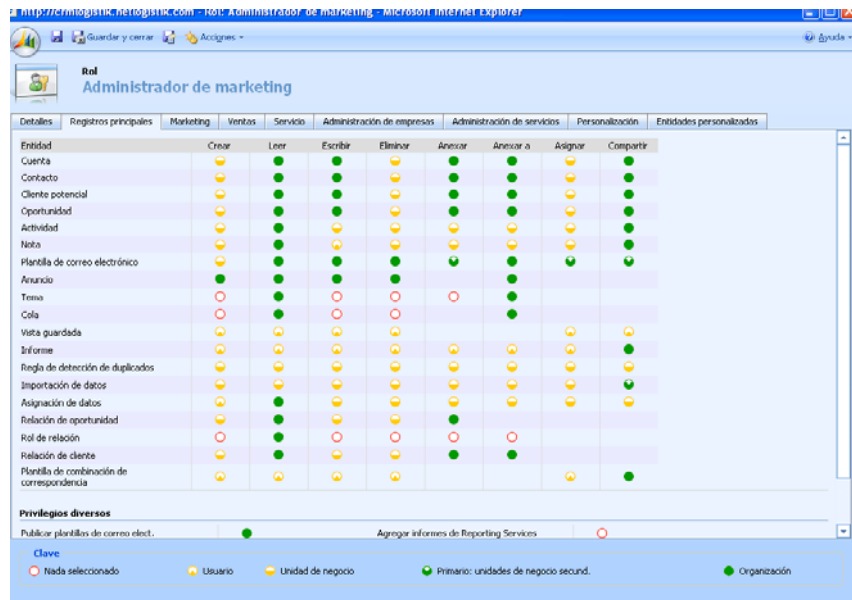 http://crmlogistik.netlogistik.com - Rol: Administrador de marketing - Microsoft Internet Explorer
Guardar y cerrar Acciones Ayuda
Rol
Administrador de marketing
Detalles Registros principales Marketing Ventas Servicio Administración de empresas Administración de servicios Personalización Entidades personalizadas
Entidad Crear Leer Escribir Eliminar Anexar Anexar a Asignar Compartir
Cuenta
Contacto
Cliente potencial
Oportunidad
Actividad
Nota
Plantilla de correo electrónico
Anuncio
Tema
Cola
Vista guardada
Informe
Regla de detección de duplicados
Importación de datos
Asignación de datos
Relación de oportunidad
Rol de relación
Relación de cliente
Plantilla de combinación de
correspondencia
Privilegios diversos
Publicar plantillas de correo elect. Agregar informes de Reporting Services
Clave
Nada seleccionado Usuario Unidad de negocio Primario: unidades de negocio secund. Organización